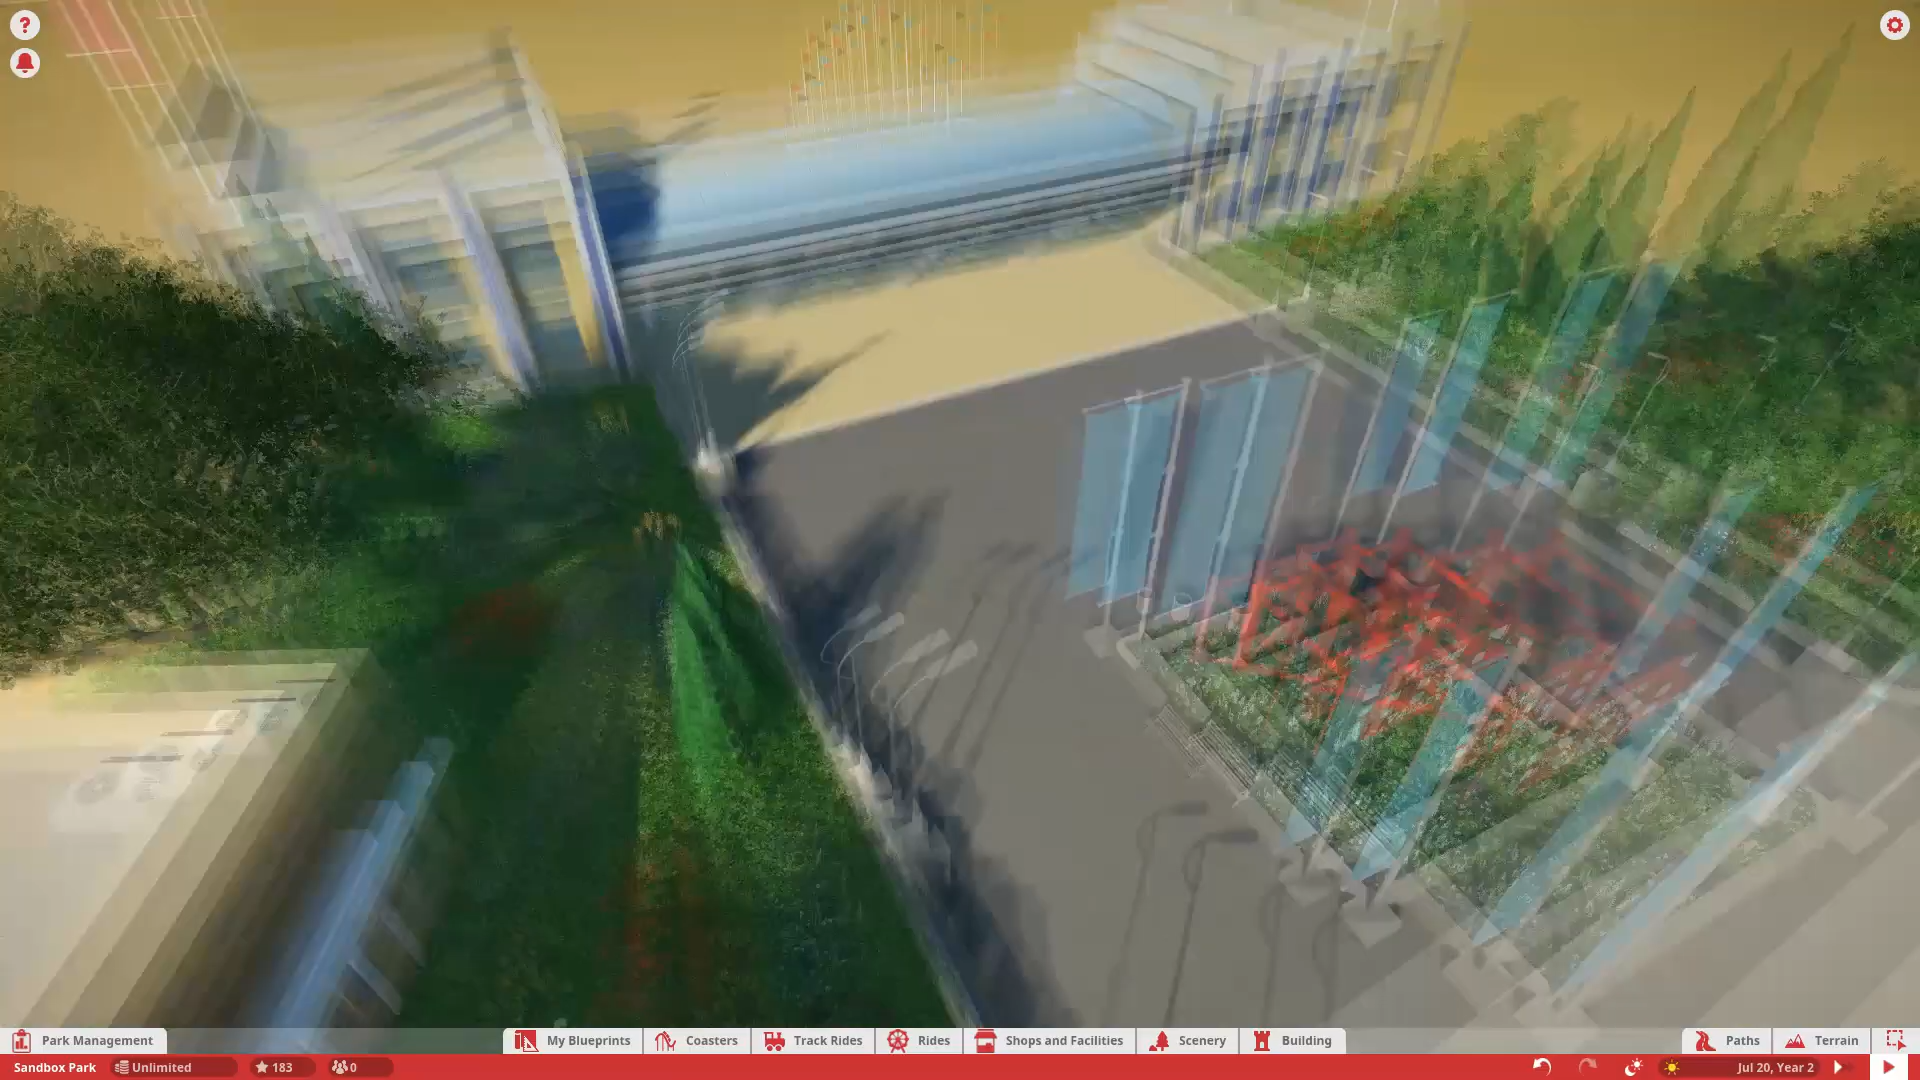 ?
Park Management
My Blueprints
Coasters
Track Rides
Rides
Shops and Facilities
Scenery
Building
Paths
Terrain
Sandbox Park
Unlimited
183
0
Jul 20, Year 2